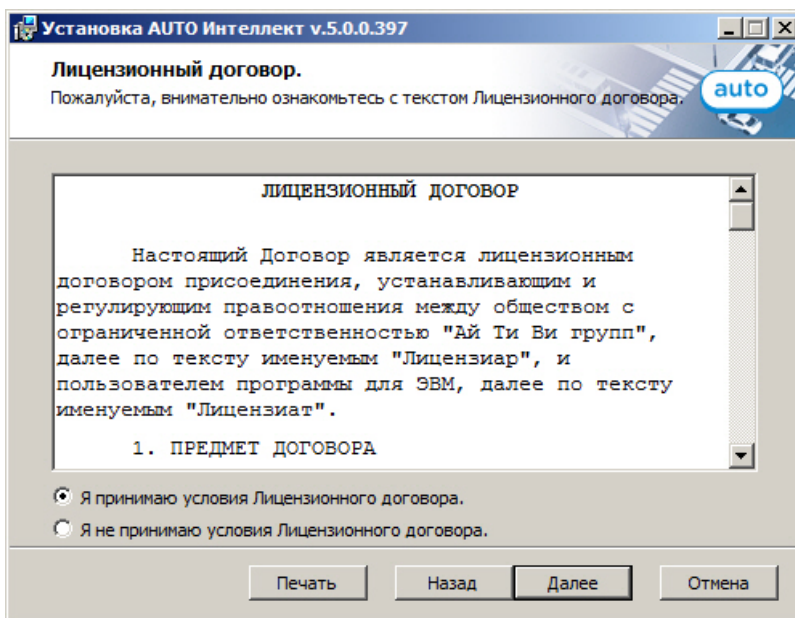 Установка AUTO Интеллект v.5.0.0.397
Лицензионный договор.
Пожалуйста, внимательно ознакомьтесь с текстом Лицензионного договора.
auto
ЛИЦЕНЗИОННЫЙ ДОГОВОР
Настоящий Договор является лицензионным
договором присоединения, устанавливающим и
регулирующим правоотношения между обществом с
ограниченной ответственностью "Ай Ти Ви групп",
далее по тексту именуемым "Лицензиар", и
пользователем программы для ЭВМ, далее по тексту
именуемым "Лицензиат".
1. ПРЕДМЕТ ДОГОВОРА
Я принимаю условия Лицензионного договора.
Я не принимаю условия Лицензионного договора.
Печать
Назад
Далее
Отмена